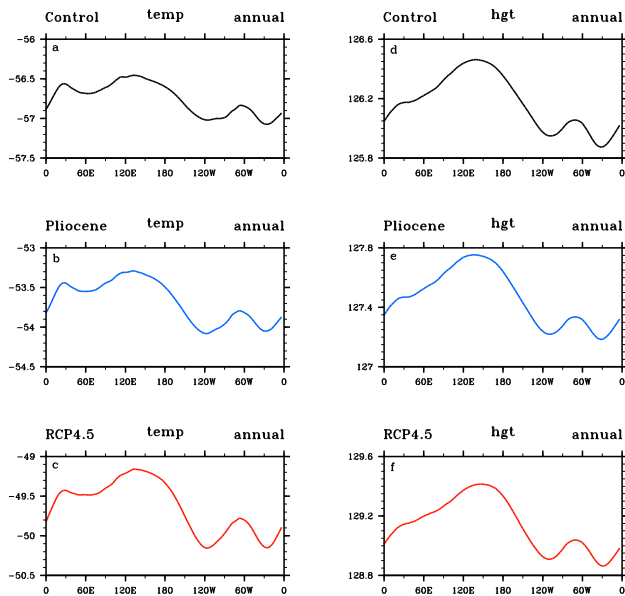 Control temp annual Control hgt annual
-56 126.6
a d
-56.5
126.2
-57
-57.5 125.8
0 60E 120E 180 120W 60W 0 0 60E 120E 180 120W 60W 0
Pliocene temp annual Pliocene hgt annual
-53 127.8
b e
-53.5
127.4
-54
-54.5 127
0 60E 120E 180 120W 60W 0 0 60E 120E 180 120W 60W 0
RCP4.5 temp annual RCP4.5 hgt annual
-49 129.6
c f
-49.5
129.2
-50
-50.5 128.8
0 60E 120E 180 120W 60W 0 0 60E 120E 180 120W 60W 0